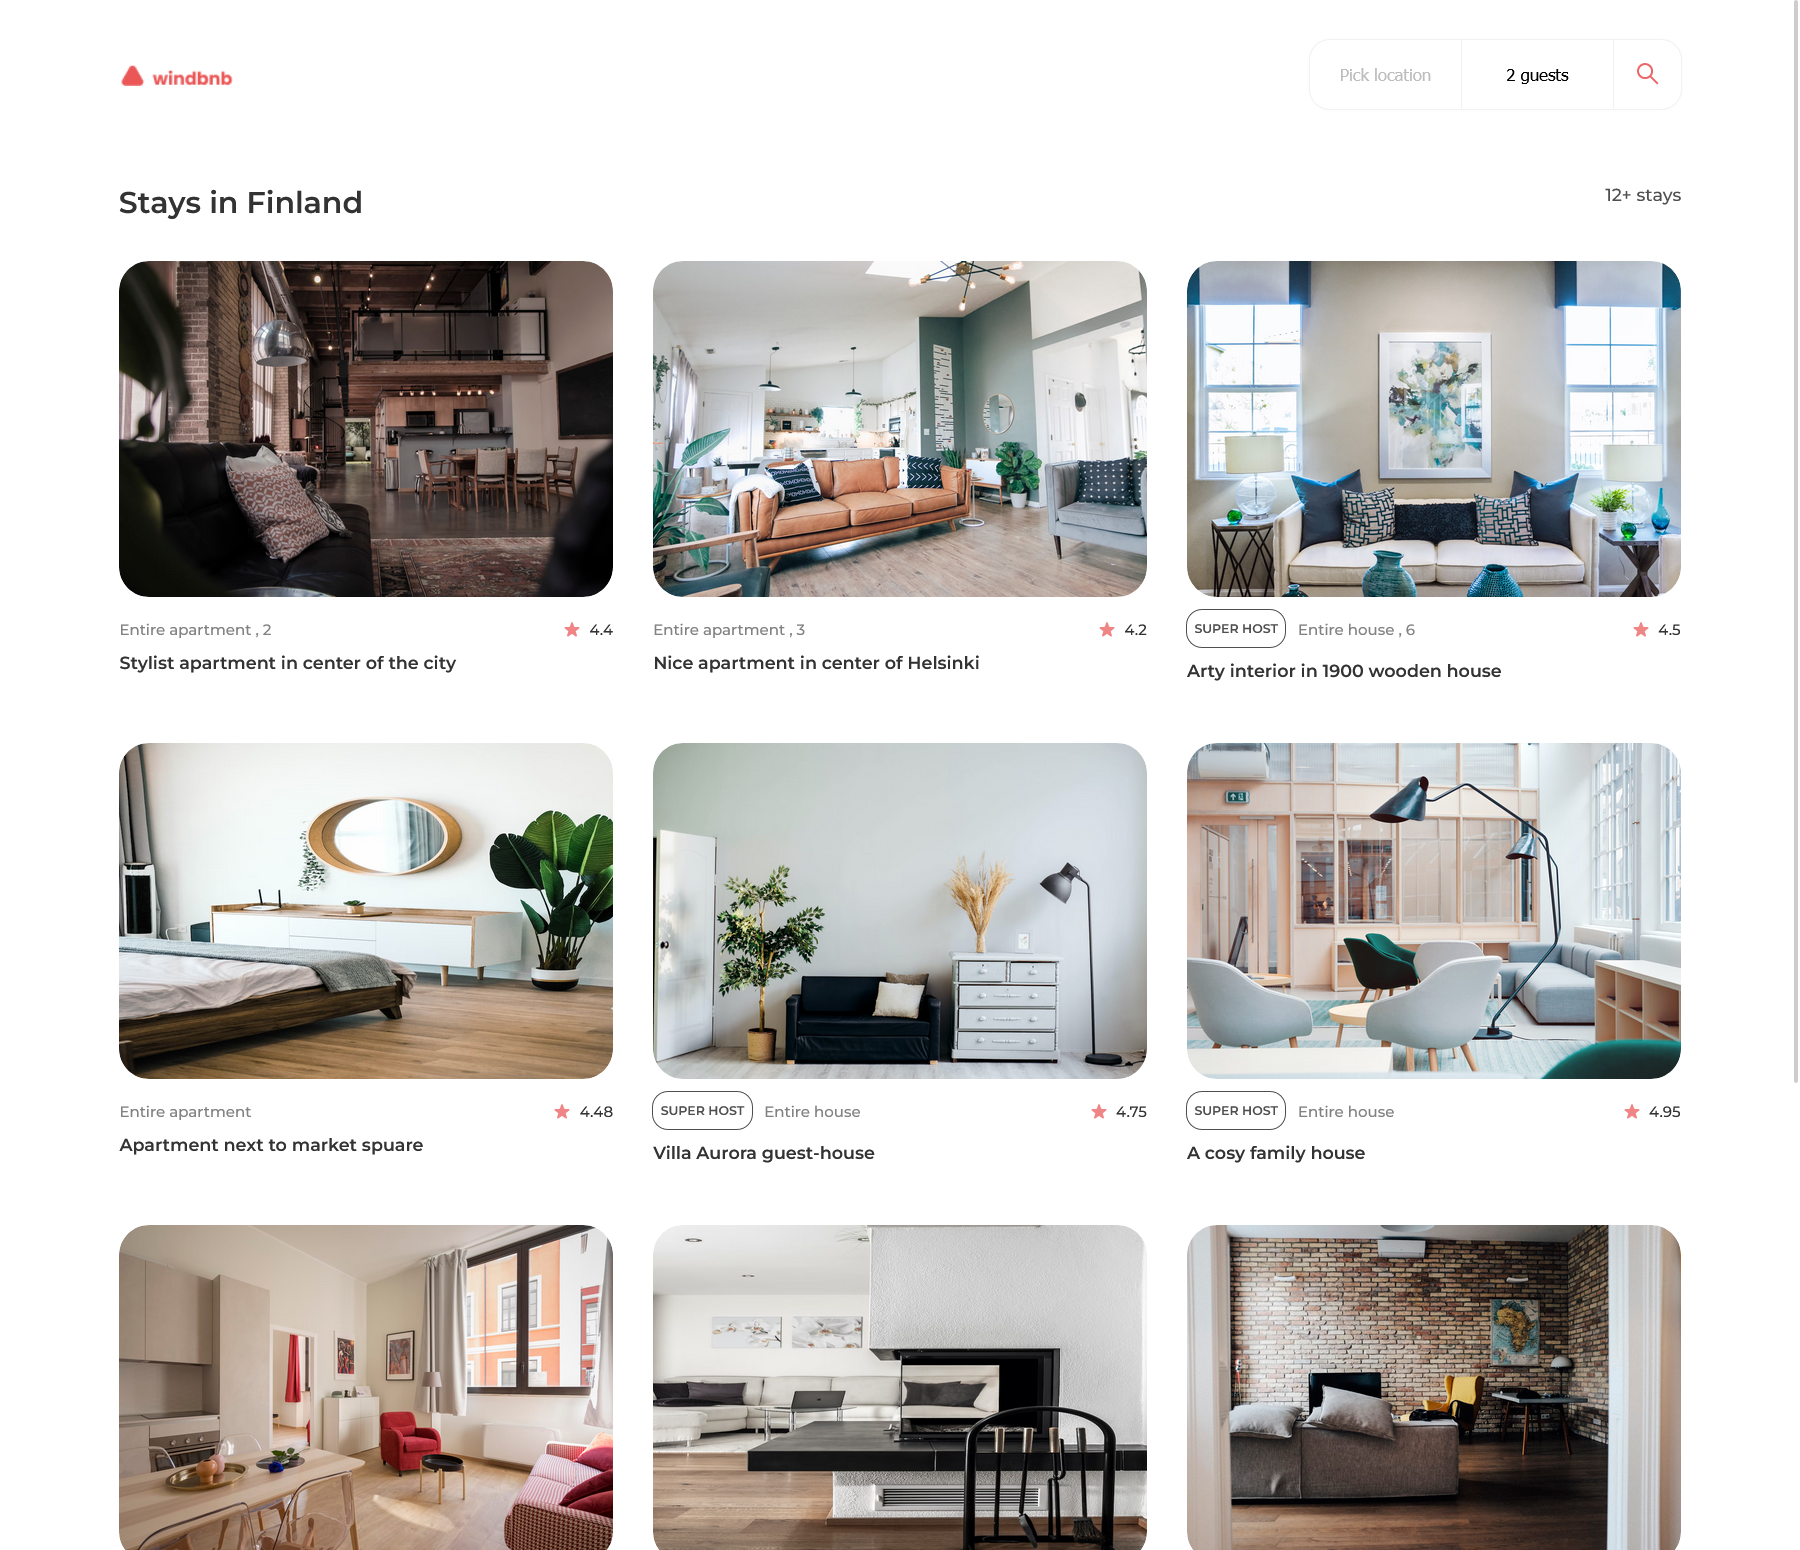 windbnb
Pick location
2 guests
Stays in Finland
12+ stays
Entire apartment , 2
4.4
Stylist apartment in center of the city
Entire apartment , 3
4.2
Nice apartment in center of Helsinki
SUPER HOST
Entire house , 6
4.5
Arty interior in 1900 wooden house
Entire apartment
4.48
Apartment next to market spuare
SUPER HOST
Entire house
4.75
Villa Aurora guest-house
SUPER HOST
Entire house
4.95
A cosy family house